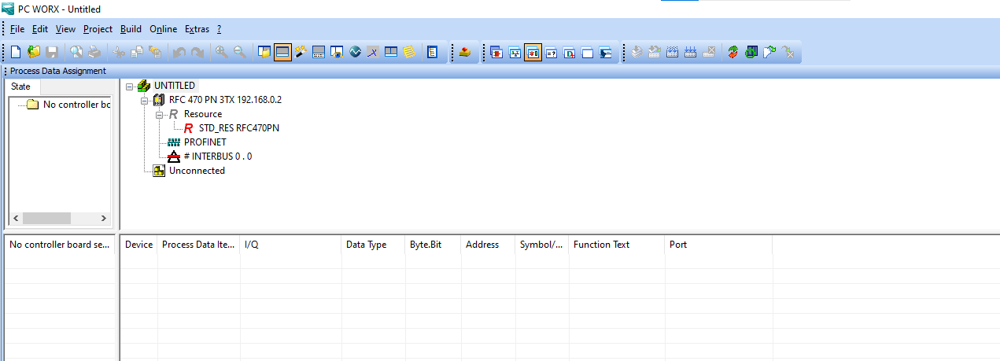 PC WORX - Untitled
File Edit View Project Build Online Extras ?
Process Data Assignment
State
No controller bo
UNTITLED
RFC 470 PN 3TX 192.168.0.2
R Resource
R STD_RES RFC470PN
PROFINET
# INTERBUS 0 . 0
Unconnected
No controller board se... Device Process Data Ite... I/Q Data Type Byte.Bit Address Symbol/... Function Text Port